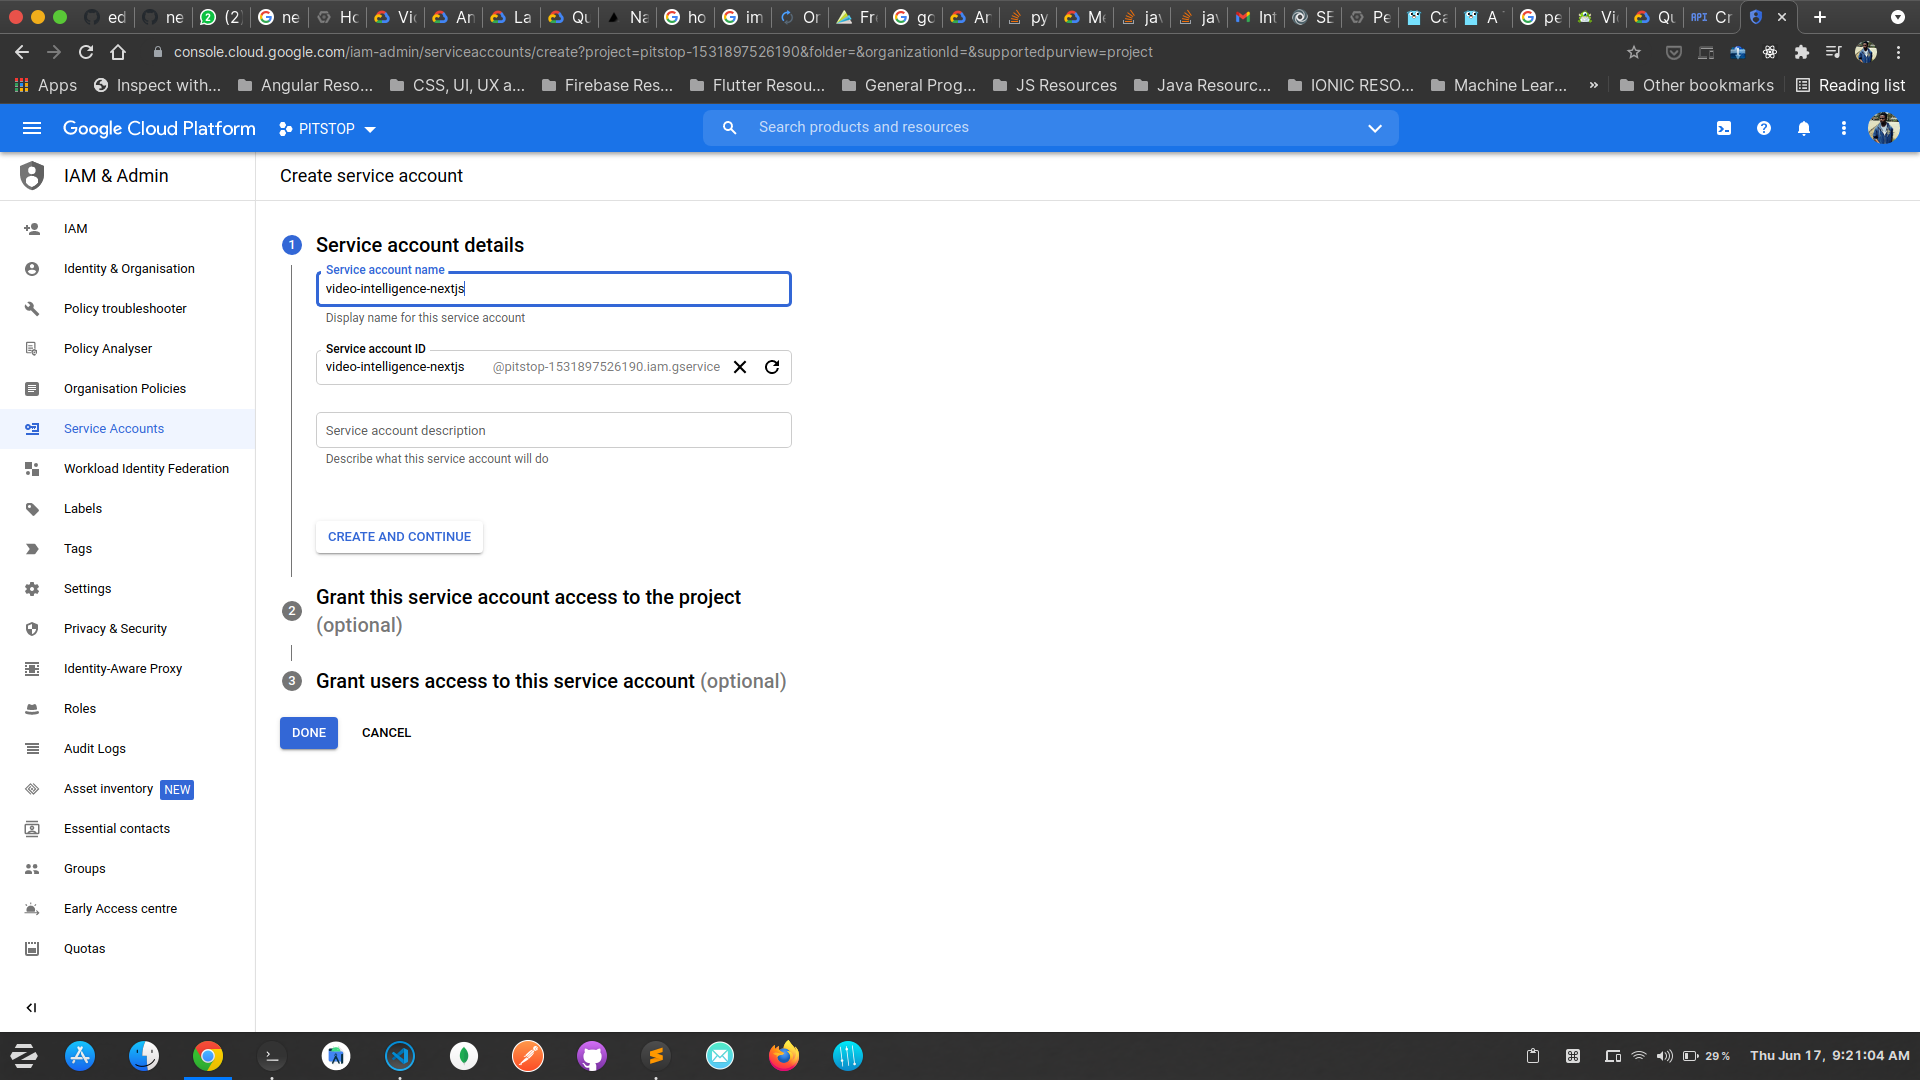 ed
ne
(2)
ne
Ho
Vi
An
La
Qu
Na
ho
im
Or
Fr
gc
Ar
py
Me
jav
jav
Int
SE
Pe
Ca
A
pe
Vi
Qu
API Cr
console.cloud.google.com/iam-admin/serviceaccounts/create?project=pitstop-1531897526190&folder=&organizationId=&supportedpurview=project
Apps Inspect with... Angular Reso... CSS, UI, UX a... Firebase Res... Flutter Resou... General Prog... JS Resources Java Resourc... IONIC RESO... Machine Lear... » Other bookmarks Reading list
Google Cloud Platform PITSTOP Search products and resources
IAM & Admin
Create service account
IAM
Identity & Organisation
Policy troubleshooter
Policy Analyser
Organisation Policies
Service Accounts
Workload Identity Federation
Labels
Tags
Settings
Privacy & Security
Identity-Aware Proxy
Roles
Audit Logs
Asset inventory NEW
Essential contacts
Groups
Early Access centre
Quotas
1 Service account details
Service account name
video-intelligence-nextjs
Display name for this service account
Service account ID
video-intelligence-nextjs @pitstop-1531897526190.iam.gservice
Service account description
Describe what this service account will do
CREATE AND CONTINUE
2 Grant this service account access to the project
(optional)
3 Grant users access to this service account (optional)
DONE CANCEL
29 % Thu Jun 17, 9:21:04 AM